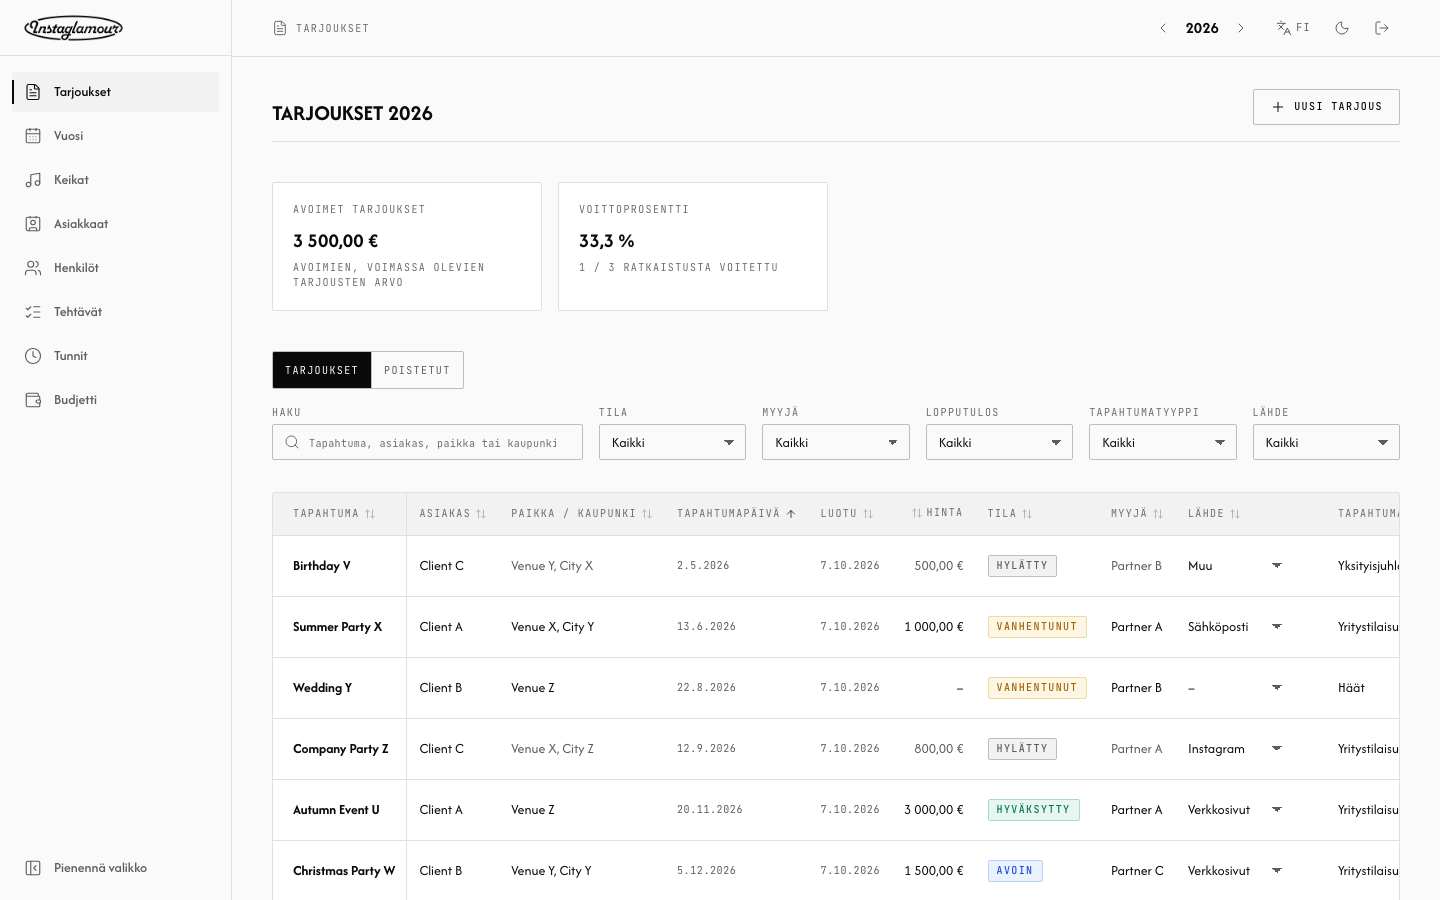 Instaglamour
TARJOUKSET
2026
FI
Tarjoukset
Vuosi
Keikat
Asiakkaat
Henkilöt
Tehtävät
Tunnit
Budjetti
Pienennä valikko
TARJOUKSET 2026
UUSI TARJOUS
AVOIMET TARJOUKSET
3 500,00 €
AVOIMIEN, VOIMASSA OLEVIEN
TARJOUSTEN ARVO
VOITTOPROSENTTI
33,3 %
1 / 3 RATKAISTUSTA VOITETTU
TARJOUKSET POISTETUT
HAKU TILA MYYJÄ LOPPUTULOS TAPAHTUMATYYPPI LÄHDE
Tapahtuma, asiakas, paikka tai kaupunki Kaikki Kaikki Kaikki Kaikki Kaikki
TAPAHTUMA ASIAKAS PAIKKA / KAUPUNKI TAPAHTUMAPÄIVÄ LUOTU HINTA TILA MYYJÄ LÄHDE TAPAHTUMA
Birthday V Client C Venue Y, City X 2.5.2026 7.10.2026 500,00 € HYLÄTTY Partner B Muu Yksityisjuhla
Summer Party X Client A Venue X, City Y 13.6.2026 7.10.2026 1 000,00 € VANHENTUNUT Partner A Sähköposti Yritystilaisu
Wedding Y Client B Venue Z 22.8.2026 7.10.2026 – VANHENTUNUT Partner B – Häät
Company Party Z Client C Venue X, City Z 12.9.2026 7.10.2026 800,00 € HYLÄTTY Partner A Instagram Yritystilaisu
Autumn Event U Client A Venue Z 20.11.2026 7.10.2026 3 000,00 € HYVÄKSYTTY Partner A Verkkosivut Yritystilaisu
Christmas Party W Client B Venue Y, City Y 5.12.2026 7.10.2026 1 500,00 € AVOIN Partner C Verkkosivut Yritystilaisu